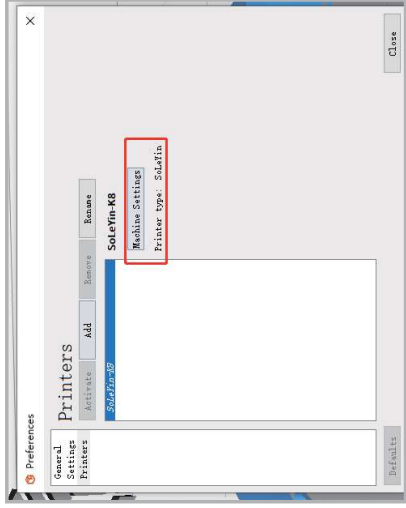 Preferences
×
General
Settings
Printers
Printers
Activate Add Remove Rename
SoLeYin-K8
SoLeYin-K8
Machine Settings
Printer type: SoLeYin
Defaults
Close